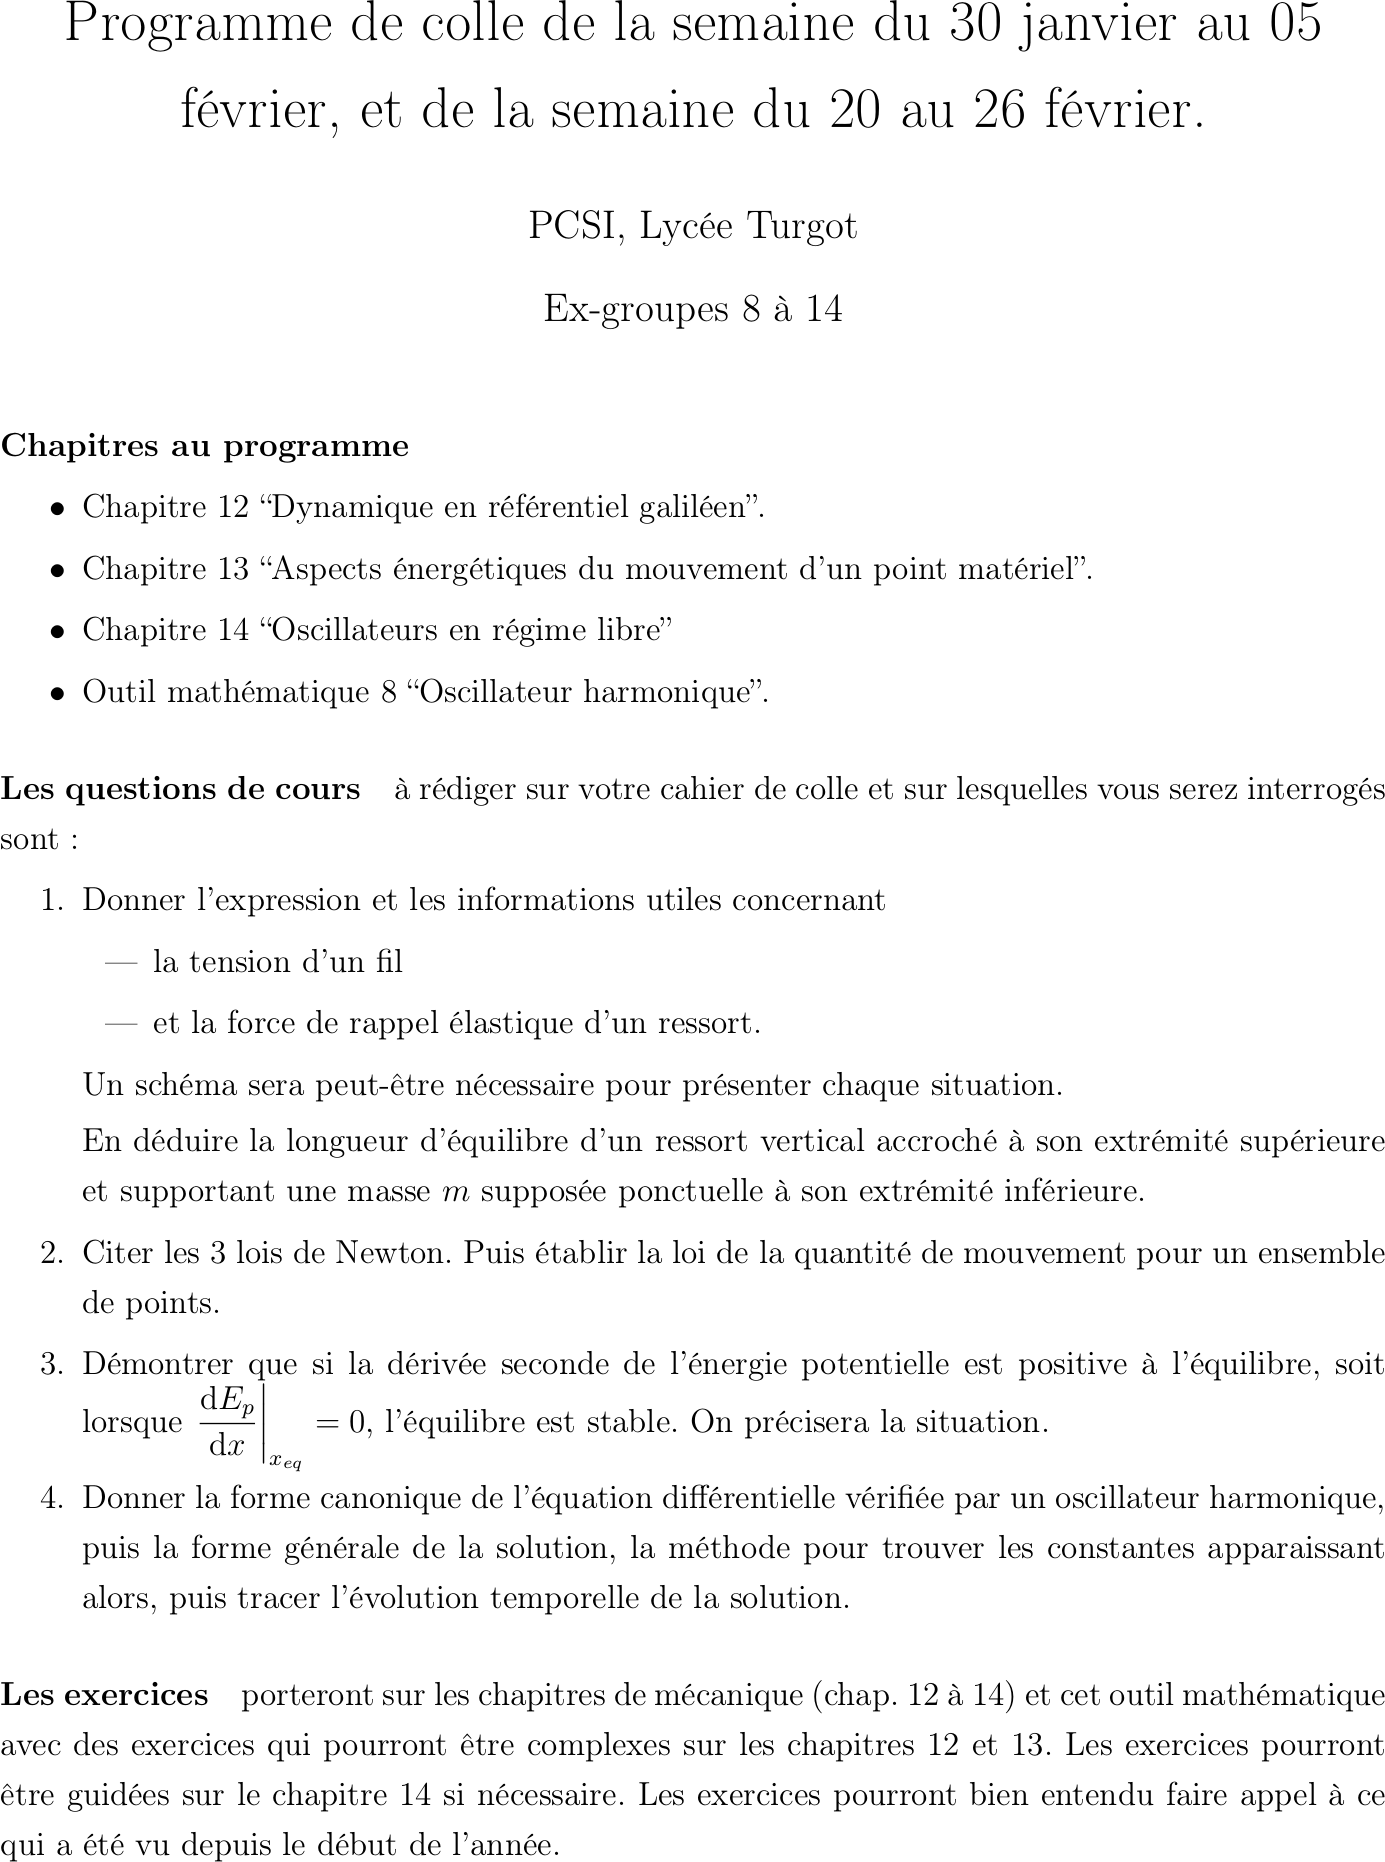 Programme de colle de la semaine du 30 janvier au 05
février, et de la semaine du 20 au 26 février.
PCSI, Lycée Turgot
Ex-groupes 8 à 14
Chapitres au programme
• Chapitre 12 “Dynamique en référentiel galiléen”.
• Chapitre 13 “Aspects énergétiques du mouvement d’un point matériel”.
• Chapitre 14 “Oscillateurs en régime libre”
• Outil mathématique 8 “Oscillateur harmonique”.
Les questions de cours à rédiger sur votre cahier de colle et sur lesquelles vous serez interrogés
sont :
1. Donner l’expression et les informations utiles concernant
— la tension d’un fil
— et la force de rappel élastique d’un ressort.
Un schéma sera peut-être nécessaire pour présenter chaque situation.
En déduire la longueur d’équilibre d’un ressort vertical accroché à son extrémité supérieure
et supportant une masse m supposée ponctuelle à son extrémité inférieure.
2. Citer les 3 lois de Newton. Puis établir la loi de la quantité de mouvement pour un ensemble
de points.
3. Démontrer que si la dérivée seconde de l’énergie potentielle est positive à l’équilibre, soit
lorsque $\left.\frac{\mathrm{d}E_p}{\mathrm{d}x}\right|_{x_{eq}} = 0$, l’équilibre est stable. On précisera la situation.
4. Donner la forme canonique de l’équation différentielle vérifiée par un oscillateur harmonique,
puis la forme générale de la solution, la méthode pour trouver les constantes apparaissant
alors, puis tracer l’évolution temporelle de la solution.
Les exercices porteront sur les chapitres de mécanique (chap. 12 à 14) et cet outil mathématique
avec des exercices qui pourront être complexes sur les chapitres 12 et 13. Les exercices pourront
être guidées sur le chapitre 14 si nécessaire. Les exercices pourront bien entendu faire appel à ce
qui a été vu depuis le début de l’année.